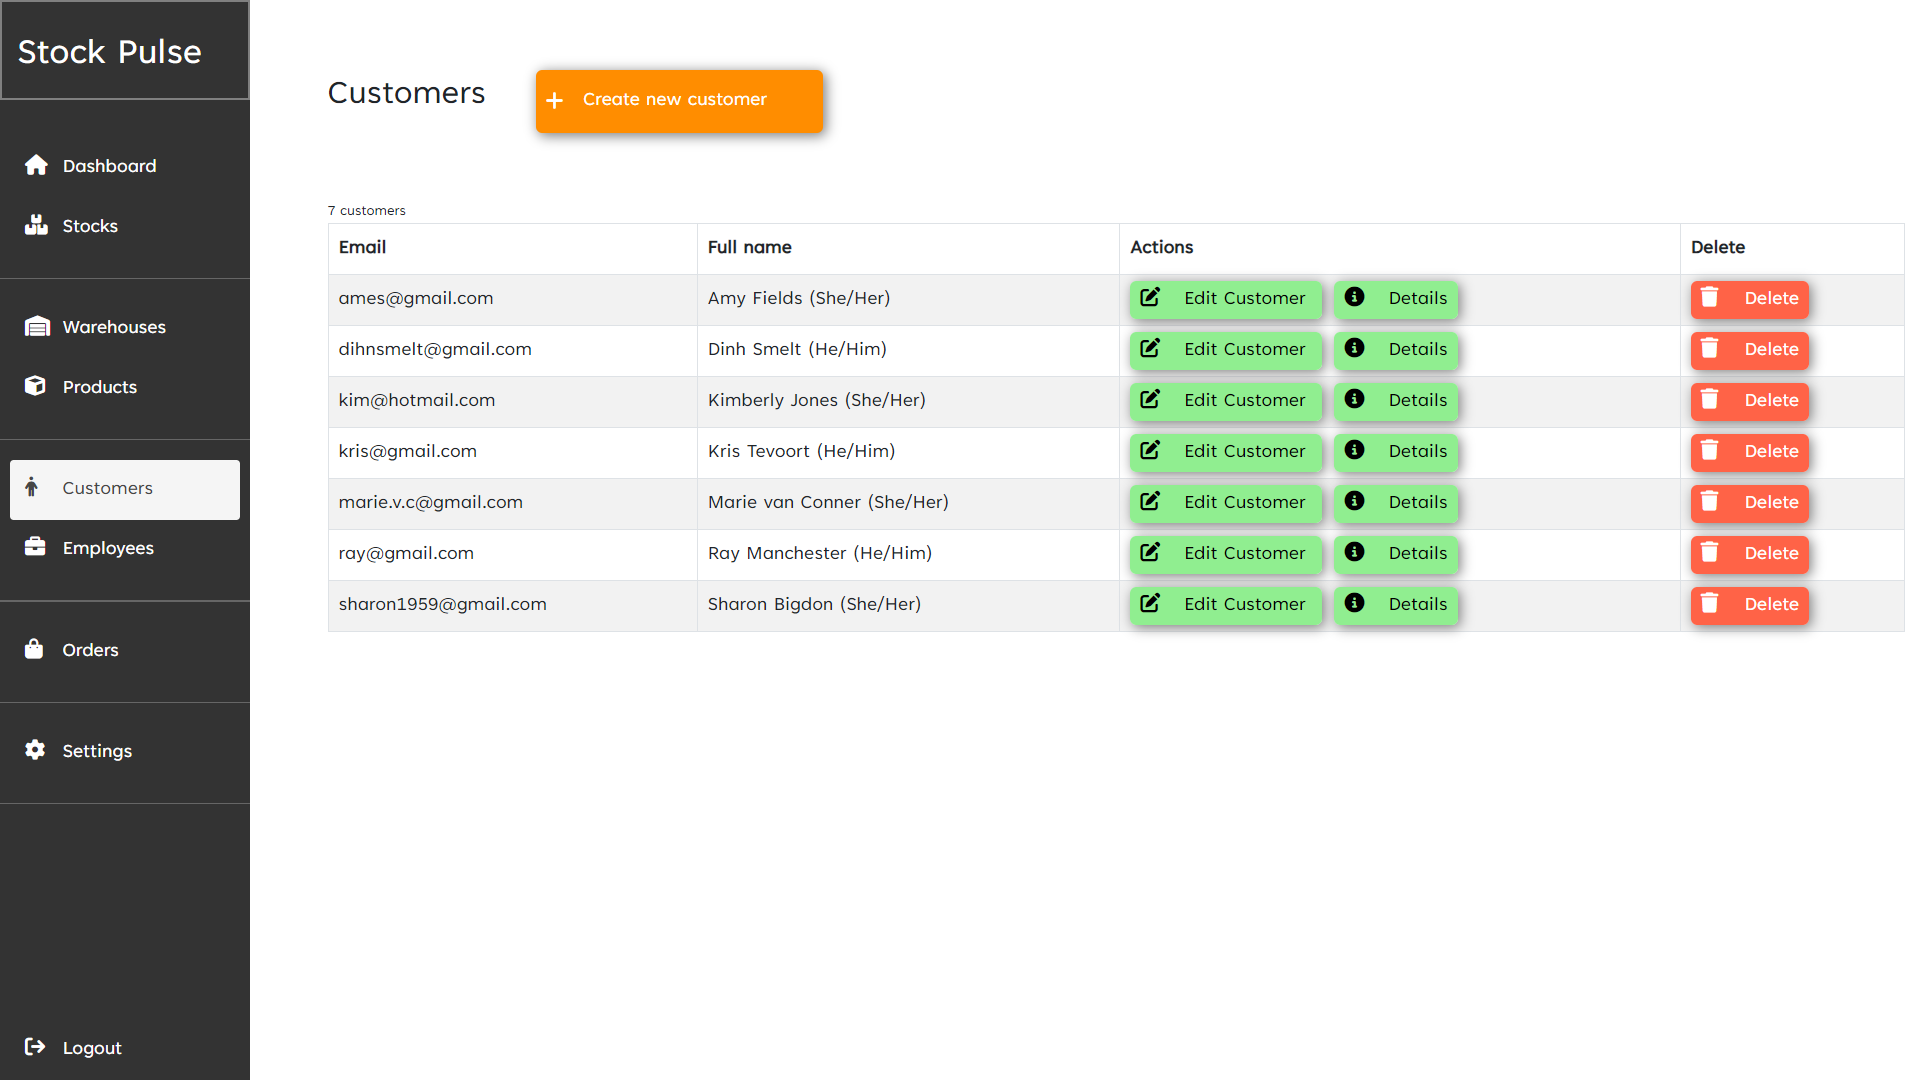 Stock Pulse
Dashboard
Stocks
Warehouses
Products
Customers
Employees
Orders
Settings
Logout
Customers
Create new customer
7 customers
Email Full name Actions Delete
ames@gmail.com Amy Fields (She/Her) Edit Customer Details Delete
dihnsmelt@gmail.com Dinh Smelt (He/Him) Edit Customer Details Delete
kim@hotmail.com Kimberly Jones (She/Her) Edit Customer Details Delete
kris@gmail.com Kris Tevoort (He/Him) Edit Customer Details Delete
marie.v.c@gmail.com Marie van Conner (She/Her) Edit Customer Details Delete
ray@gmail.com Ray Manchester (He/Him) Edit Customer Details Delete
sharon1959@gmail.com Sharon Bigdon (She/Her) Edit Customer Details Delete